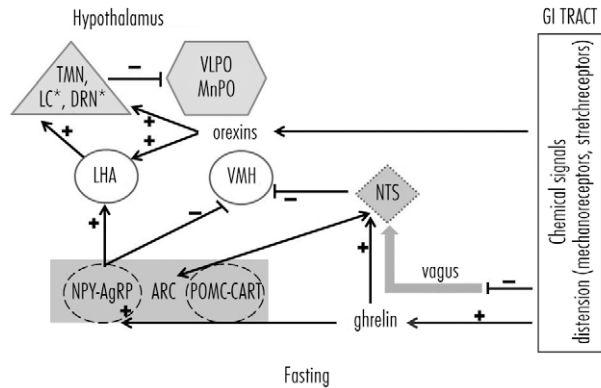 Hypothalamus
GI TRACT
TMN,
LC*, DRN*
VLPO
MnPO
orexins
LHA
VMH
NTS
Chemical signals
distension (mechanoreceptors, stretchreceptors)
vagus
NPY-AgRP
ARC
POMC-CART
ghrelin
Fasting